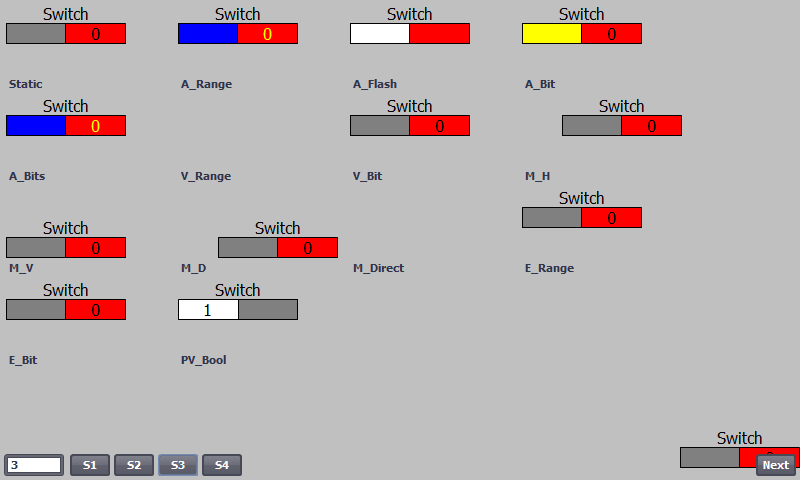 Switch Switch Switch Switch
0 0 0
Static A_Range A_Flash A_Bit
Switch Switch Switch
0 0 0
A_Bits V_Range V_Bit M_H
Switch
0
Switch Switch
0 0
M_V M_D M_Direct E_Range
Switch Switch
0 1
E_Bit PV_Bool
Switch
3 S1 S2 S3 S4 Next